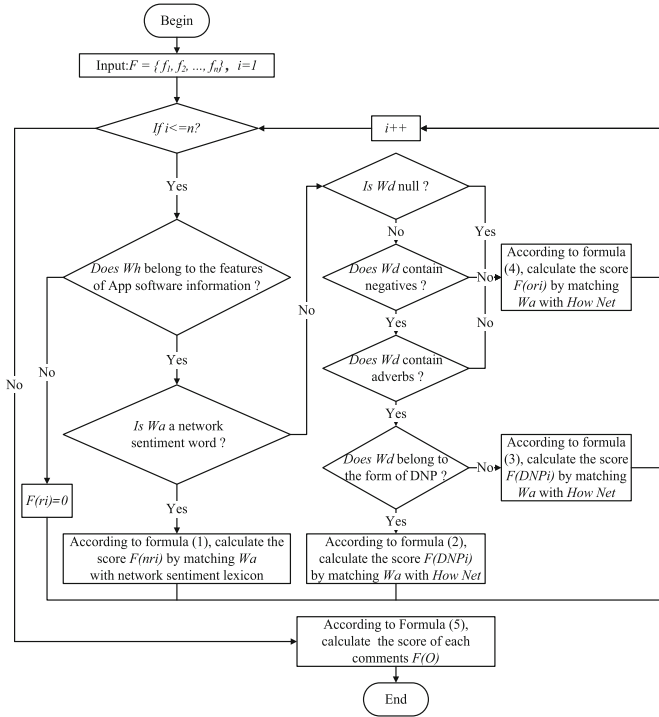 Begin
Input:F = { f1, f2, ..., fn}, i=1
If i<=n?
i++
Yes
Is Wd null ?
No
Yes
Does Wh belong to the features
of App software information ?
Does Wd contain
negatives ?
No
According to formula
(4), calculate the score
F(ori) by matching
Wa with How Net
No
Yes
No
Yes
Does Wd contain
adverbs ?
No
No
Yes
Is Wa a network
sentiment word ?
Does Wd belong to
the form of DNP ?
No
According to formula
(3), calculate the score
F(DNPi) by matching
Wa with How Net
F(ri)=0
Yes
Yes
According to formula (1), calculate the
score F(nri) by matching Wa
with network sentiment lexicon
According to formula (2),
calculate the score F(DNPi)
by matching Wa with How Net
According to Formula (5),
calculate the score of each
comments F(O)
End